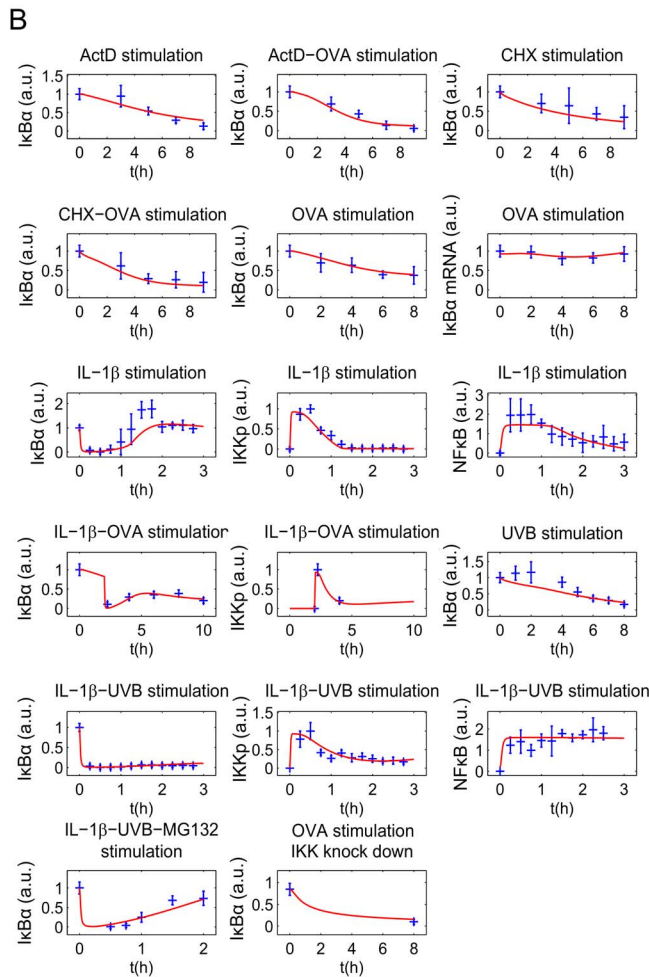 B
ActD stimulation
IκBα (a.u.)
1.5
1
0.5
0
0 2 4 6 8
t(h)
ActD−OVA stimulation
IκBα (a.u.)
1
0.5
0
0 2 4 6 8
t(h)
CHX stimulation
IκBα (a.u.)
1
0.5
0
0 2 4 6 8
t(h)
CHX−OVA stimulation
IκBα (a.u.)
1
0.5
0
0 2 4 6 8
t(h)
OVA stimulation
IκBα (a.u.)
1
0.5
0
0 2 4 6 8
t(h)
OVA stimulation
IκBα mRNA (a.u.)
1
0.5
0
0 2 4 6 8
t(h)
IL−1β stimulation
IκBα (a.u.)
2
1
0
0 1 2 3
t(h)
IL−1β stimulation
IKKp (a.u.)
1
0.5
0
0 1 2 3
t(h)
IL−1β stimulation
NFκB (a.u.)
3
2
1
0
0 1 2 3
t(h)
IL−1β−OVA stimulation
IκBα (a.u.)
1
0.5
0
0 5 10
t(h)
IL−1β−OVA stimulation
IKKp (a.u.)
1
0.5
0
0 5 10
t(h)
UVB stimulation
IκBα (a.u.)
1.5
1
0.5
0
0 2 4 6 8
t(h)
IL−1β−UVB stimulation
IκBα (a.u.)
1
0.5
0
0 1 2 3
t(h)
IL−1β−UVB stimulation
IKKp (a.u.)
1.5
1
0.5
0
0 1 2 3
t(h)
IL−1β−UVB stimulation
NFκB (a.u.)
2
1
0
0 1 2 3
t(h)
IL−1β−UVB−MG132
stimulation
IκBα (a.u.)
1
0.5
0
0 1 2
t(h)
OVA stimulation
IKK knock down
IκBα (a.u.)
1
0.5
0
0 2 4 6 8
t(h)